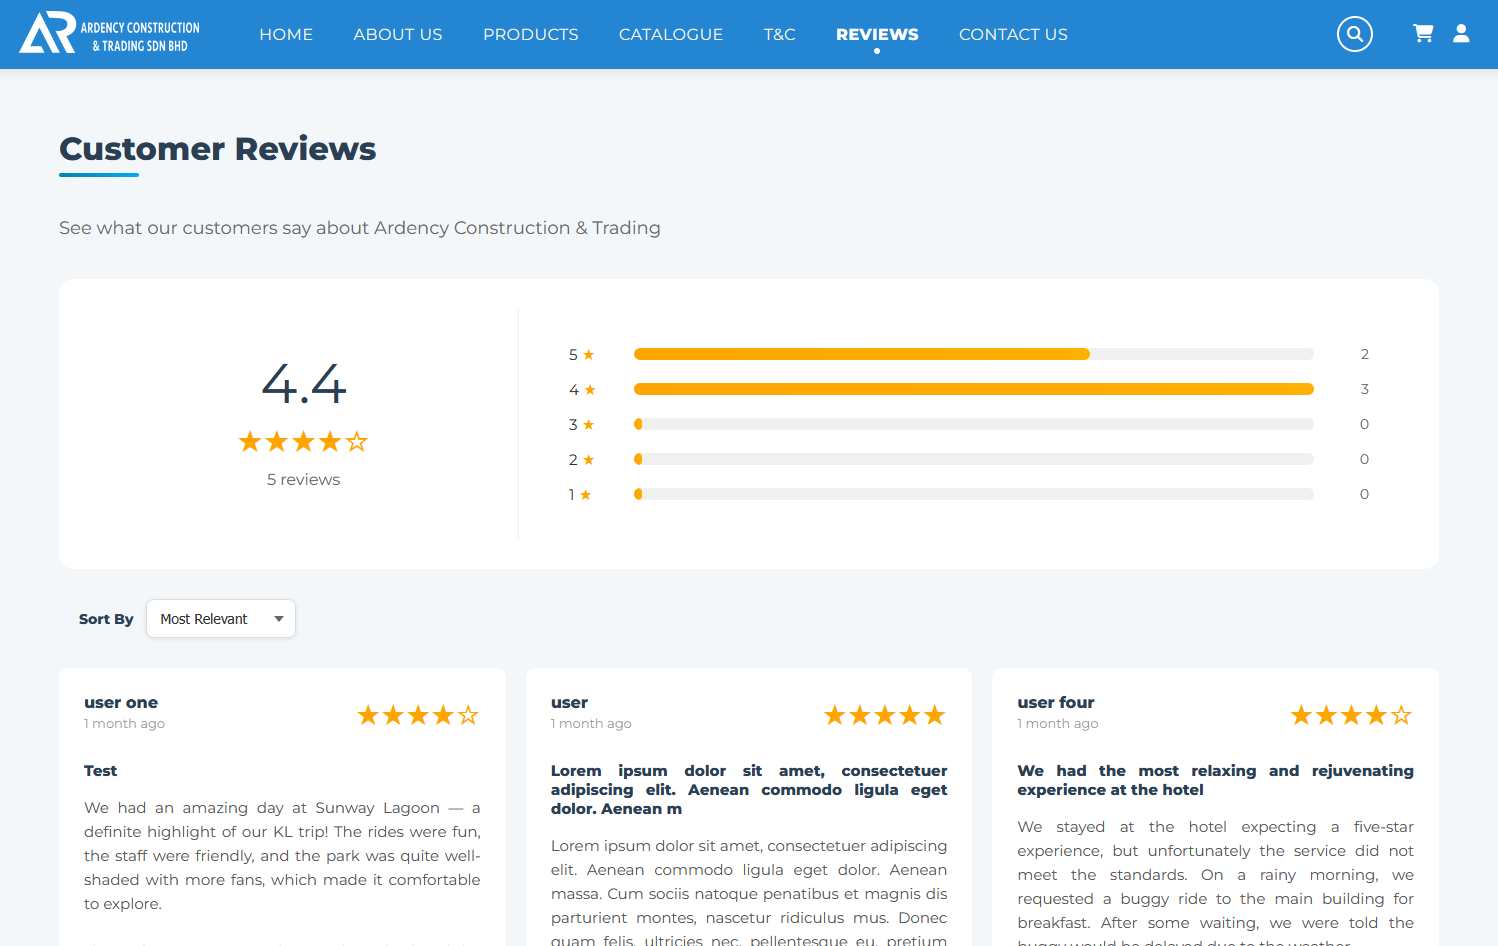 ARDENCY CONSTRUCTION
& TRADING SDN BHD
HOME ABOUT US PRODUCTS CATALOGUE T&C REVIEWS CONTACT US
Customer Reviews
See what our customers say about Ardency Construction & Trading
4.4
5 reviews
5 2
4 3
3 0
2 0
1 0
Sort By Most Relevant
user one
1 month ago
Test
We had an amazing day at Sunway Lagoon — a
definite highlight of our KL trip! The rides were fun,
the staff were friendly, and the park was quite well-
shaded with more fans, which made it comfortable
to explore.
user
1 month ago
Lorem ipsum dolor sit amet, consectetuer
adipiscing elit. Aenean commodo ligula eget
dolor. Aenean m
Lorem ipsum dolor sit amet, consectetuer adipiscing
elit. Aenean commodo ligula eget dolor. Aenean
massa. Cum sociis natoque penatibus et magnis dis
parturient montes, nascetur ridiculus mus. Donec
quam felis, ultricies nec, pellentesque eu, pretium
user four
1 month ago
We had the most relaxing and rejuvenating
experience at the hotel
We stayed at the hotel expecting a five-star
experience, but unfortunately the service did not
meet the standards. On a rainy morning, we
requested a buggy ride to the main building for
breakfast. After some waiting, we were told the
buggy would be delayed due to the weather.